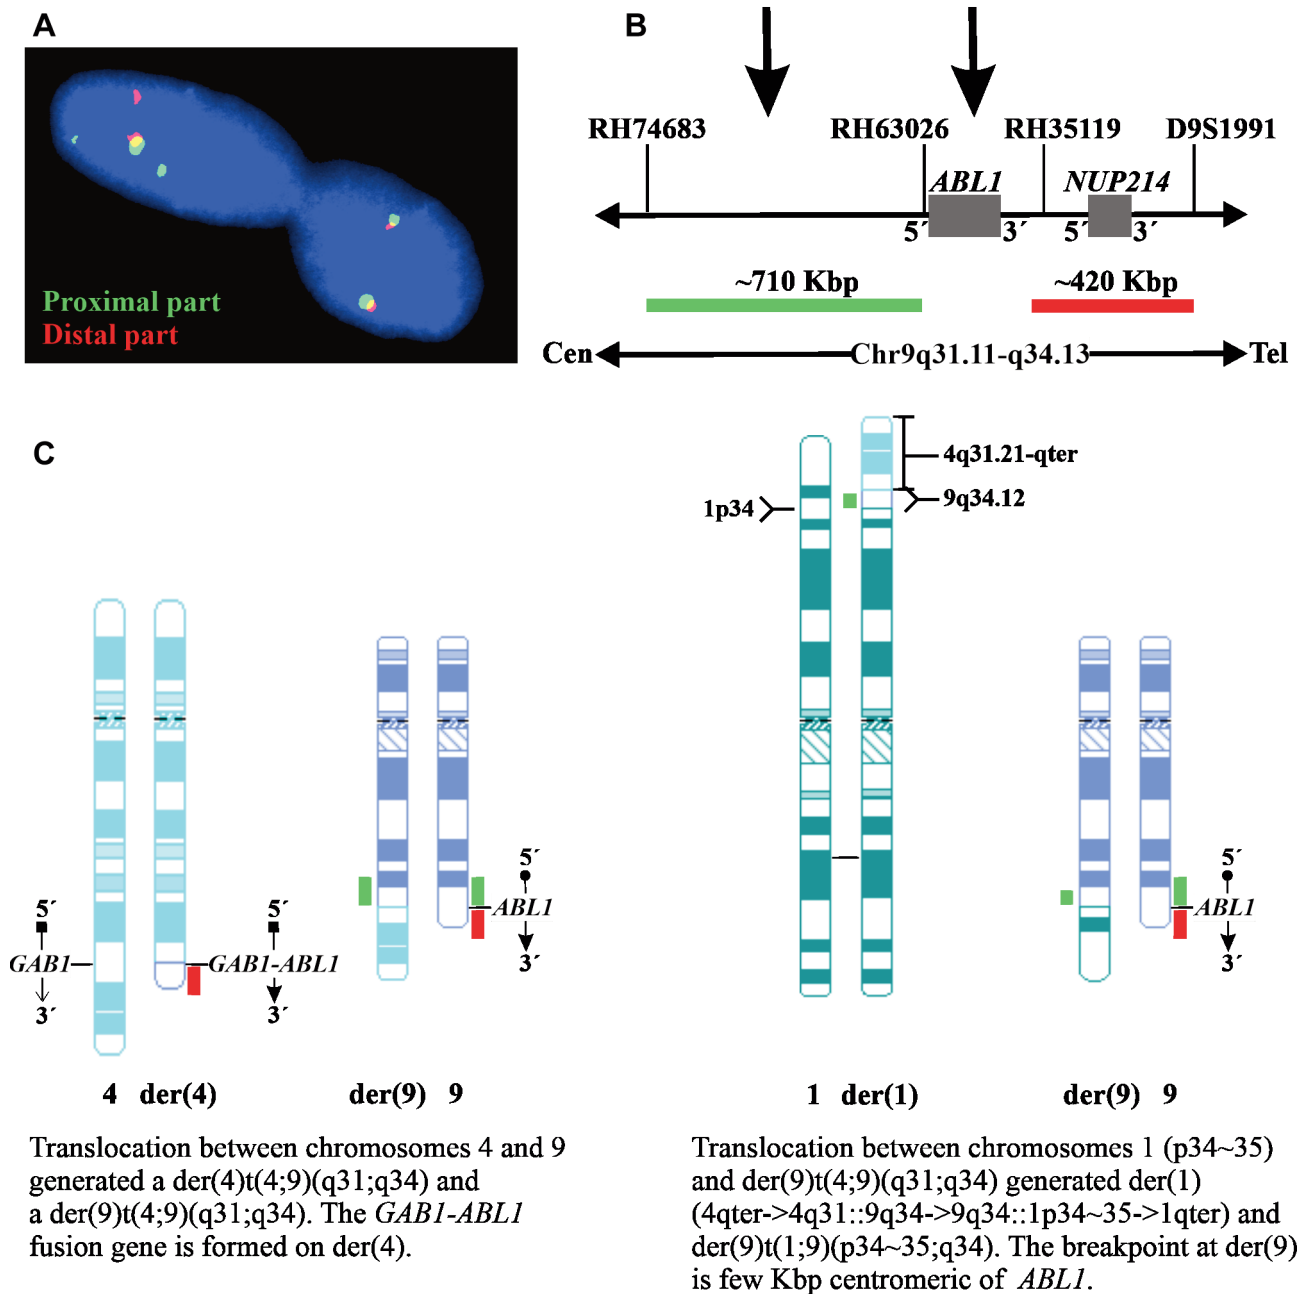 A
Proximal part
Distal part
B
RH74683 RH63026 RH35119 D9S1991
ABL1 NUP214
5´ 3´ 5´ 3´
~710 Kbp ~420 Kbp
Cen Chr9q31.11-q34.13 Tel
C
4q31.21-qter
1p34 9q34.12
5´ 5´ 5´ 5´
ABL1 ABL1
GAB1 GAB1-ABL1
3´ 3´ 3´ 3´
4 der(4) der(9) 9 1 der(1) der(9) 9
Translocation between chromosomes 4 and 9
generated a der(4)t(4;9)(q31;q34) and
a der(9)t(4;9)(q31;q34). The GAB1-ABL1
fusion gene is formed on der(4).
Translocation between chromosomes 1 (p34~35)
and der(9)t(4;9)(q31;q34) generated der(1)
(4qter->4q31::9q34->9q34::1p34~35->1qter) and
der(9)t(1;9)(p34~35;q34). The breakpoint at der(9)
is few Kbp centromeric of ABL1.